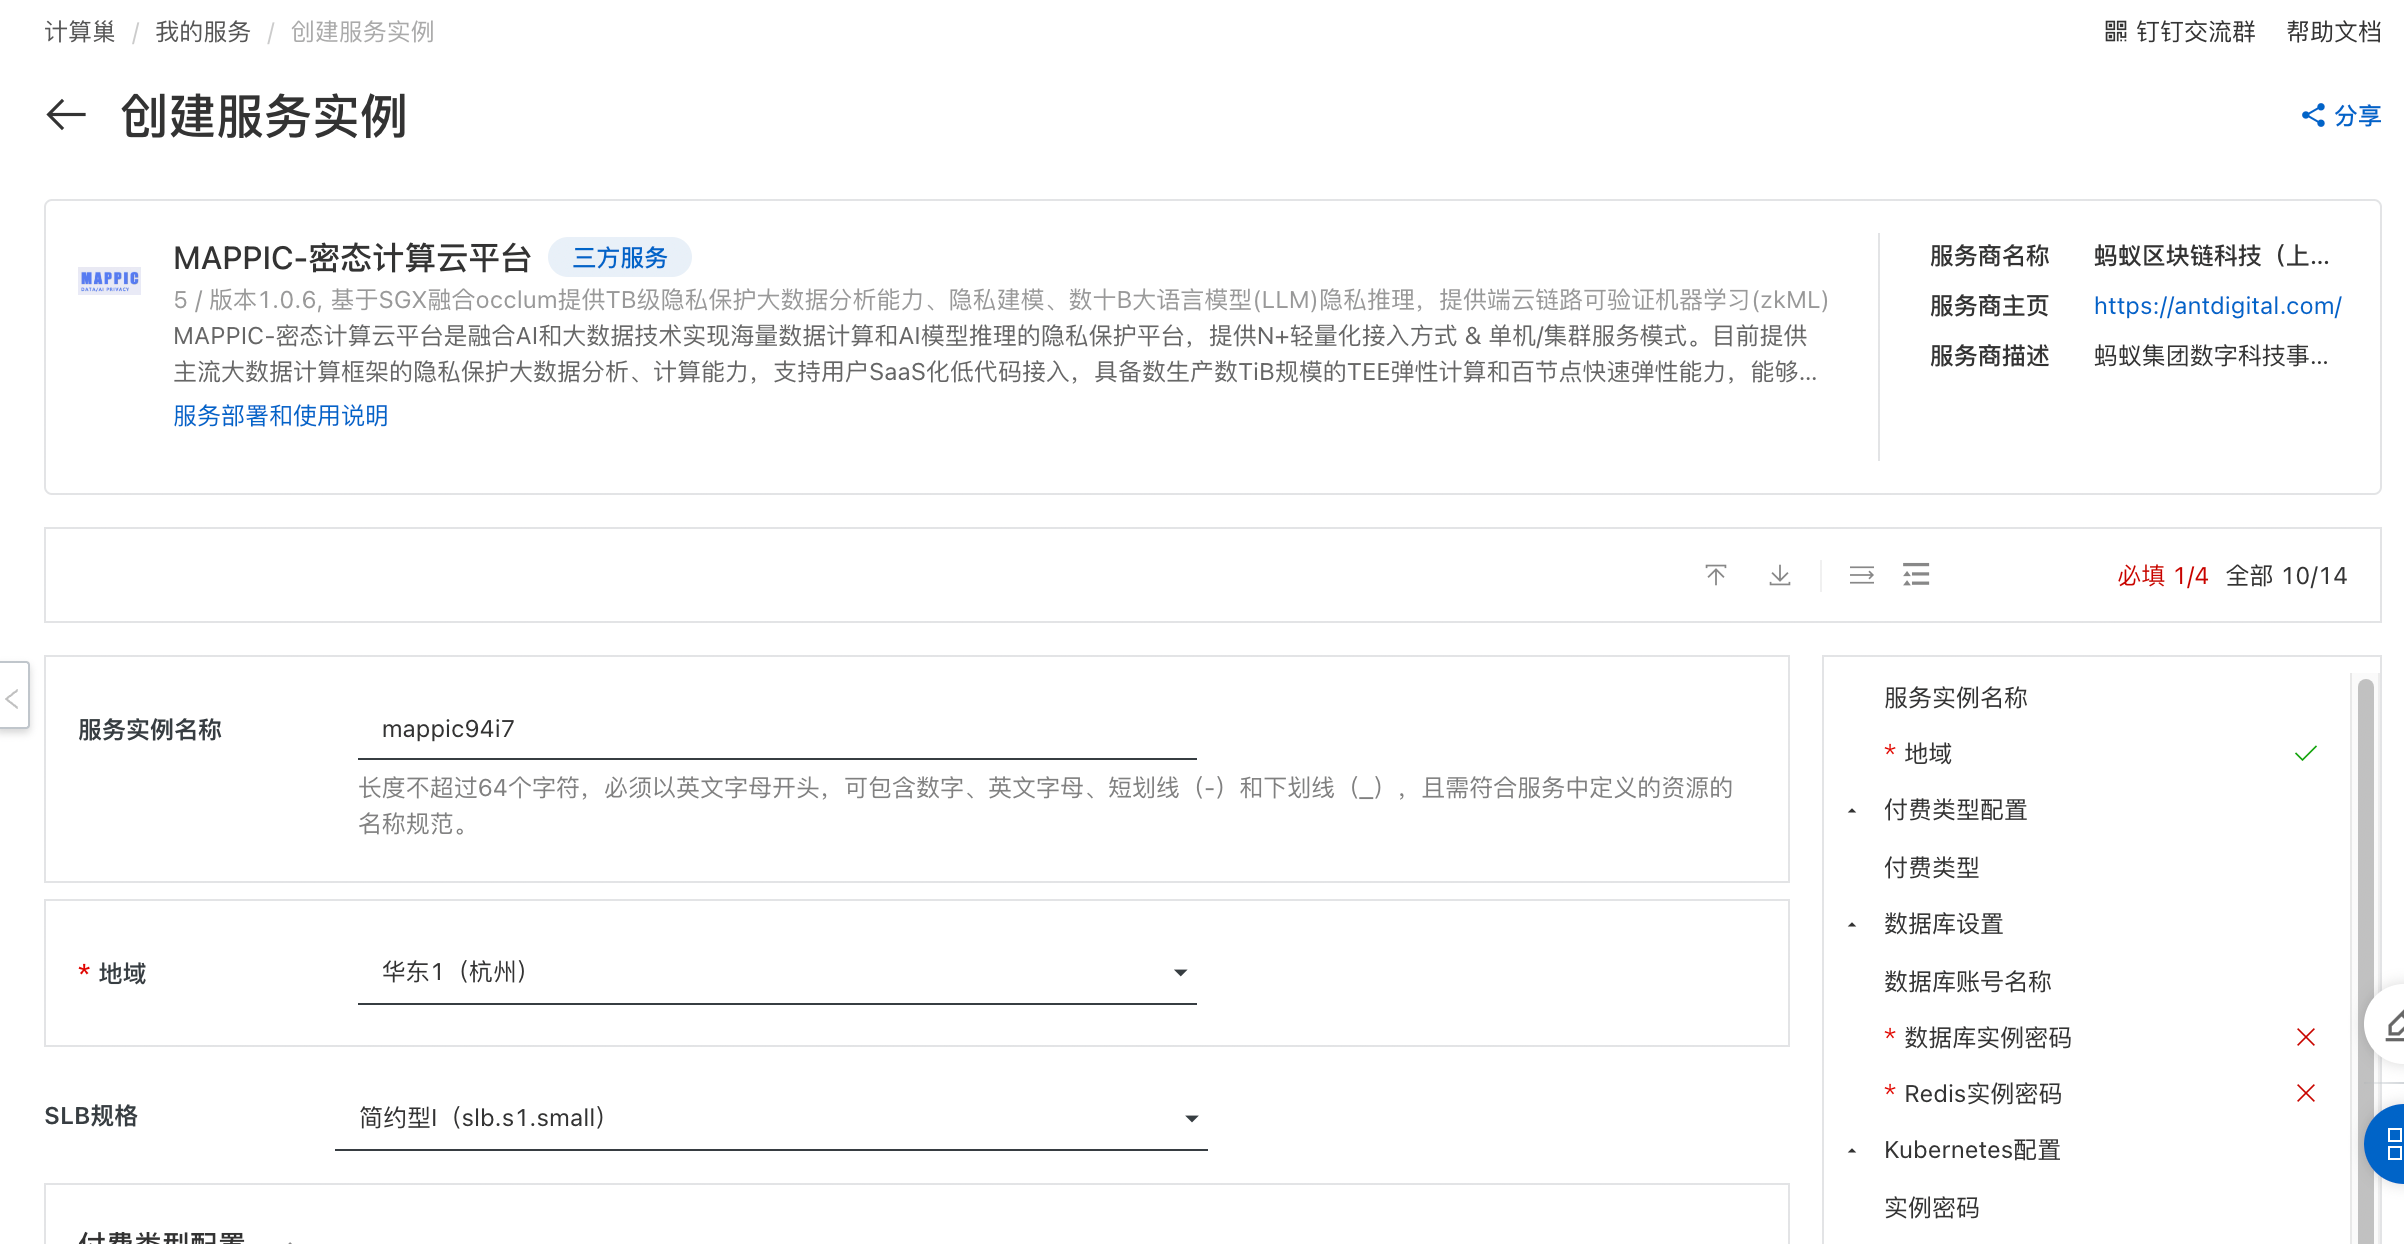 计算巢 / 我的服务 / 创建服务实例
钉钉交流群 帮助文档
创建服务实例
分享
MAPPIC
DATA/AI PRIVACY
MAPPIC-密态计算云平台 三方服务
5 / 版本1.0.6, 基于SGX融合occlum提供TB级隐私保护大数据分析能力、隐私建模、数十B大语言模型(LLM)隐私推理，提供端云链路可验证机器学习(zkML)
MAPPIC-密态计算云平台是融合AI和大数据技术实现海量数据计算和AI模型推理的隐私保护平台，提供N+轻量化接入方式 & 单机/集群服务模式。目前提供
主流大数据计算框架的隐私保护大数据分析、计算能力，支持用户SaaS化低代码接入，具备数生产数TiB规模的TEE弹性计算和百节点快速弹性能力，能够...
服务部署和使用说明
服务商名称 蚂蚁区块链科技（上...
服务商主页 https://antdigital.com/
服务商描述 蚂蚁集团数字科技事...
必填 1/4 全部 10/14
服务实例名称 mappic94i7
长度不超过64个字符，必须以英文字母开头，可包含数字、英文字母、短划线（-）和下划线（_），且需符合服务中定义的资源的
名称规范。
* 地域 华东1（杭州）
SLB规格 简约型I（slb.s1.small）
付费类型配置
服务实例名称
* 地域
付费类型配置
付费类型
数据库设置
数据库账号名称
* 数据库实例密码
* Redis实例密码
Kubernetes配置
实例密码